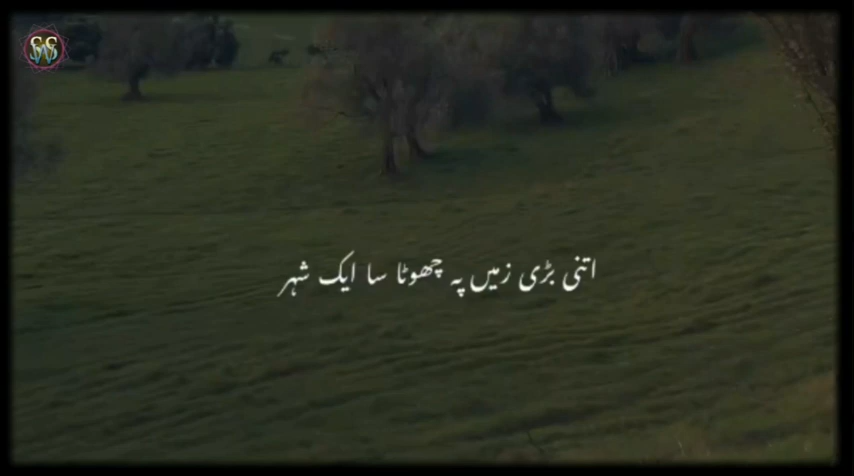 اتنی بڑی زمیں پہ چھوٹا سا ایک شہر